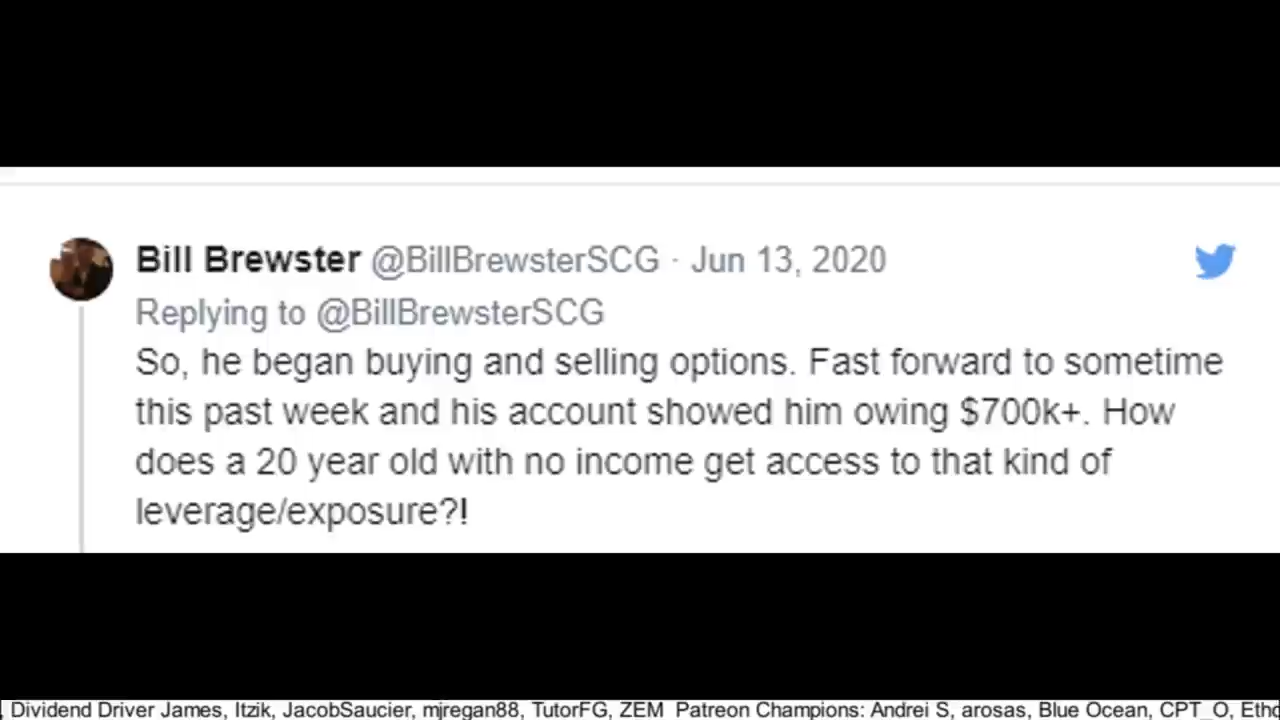 Bill Brewster @BillBrewsterSCG · Jun 13, 2020
Replying to @BillBrewsterSCG
So, he began buying and selling options. Fast forward to sometime
this past week and his account showed him owing $700k+. How
does a 20 year old with no income get access to that kind of
leverage/exposure?!
, Dividend Driver James, Itzik, JacobSaucier, mjregan88, TutorFG, ZEM Patreon Champions: Andrei S, arosas, Blue Ocean, CPT_O,